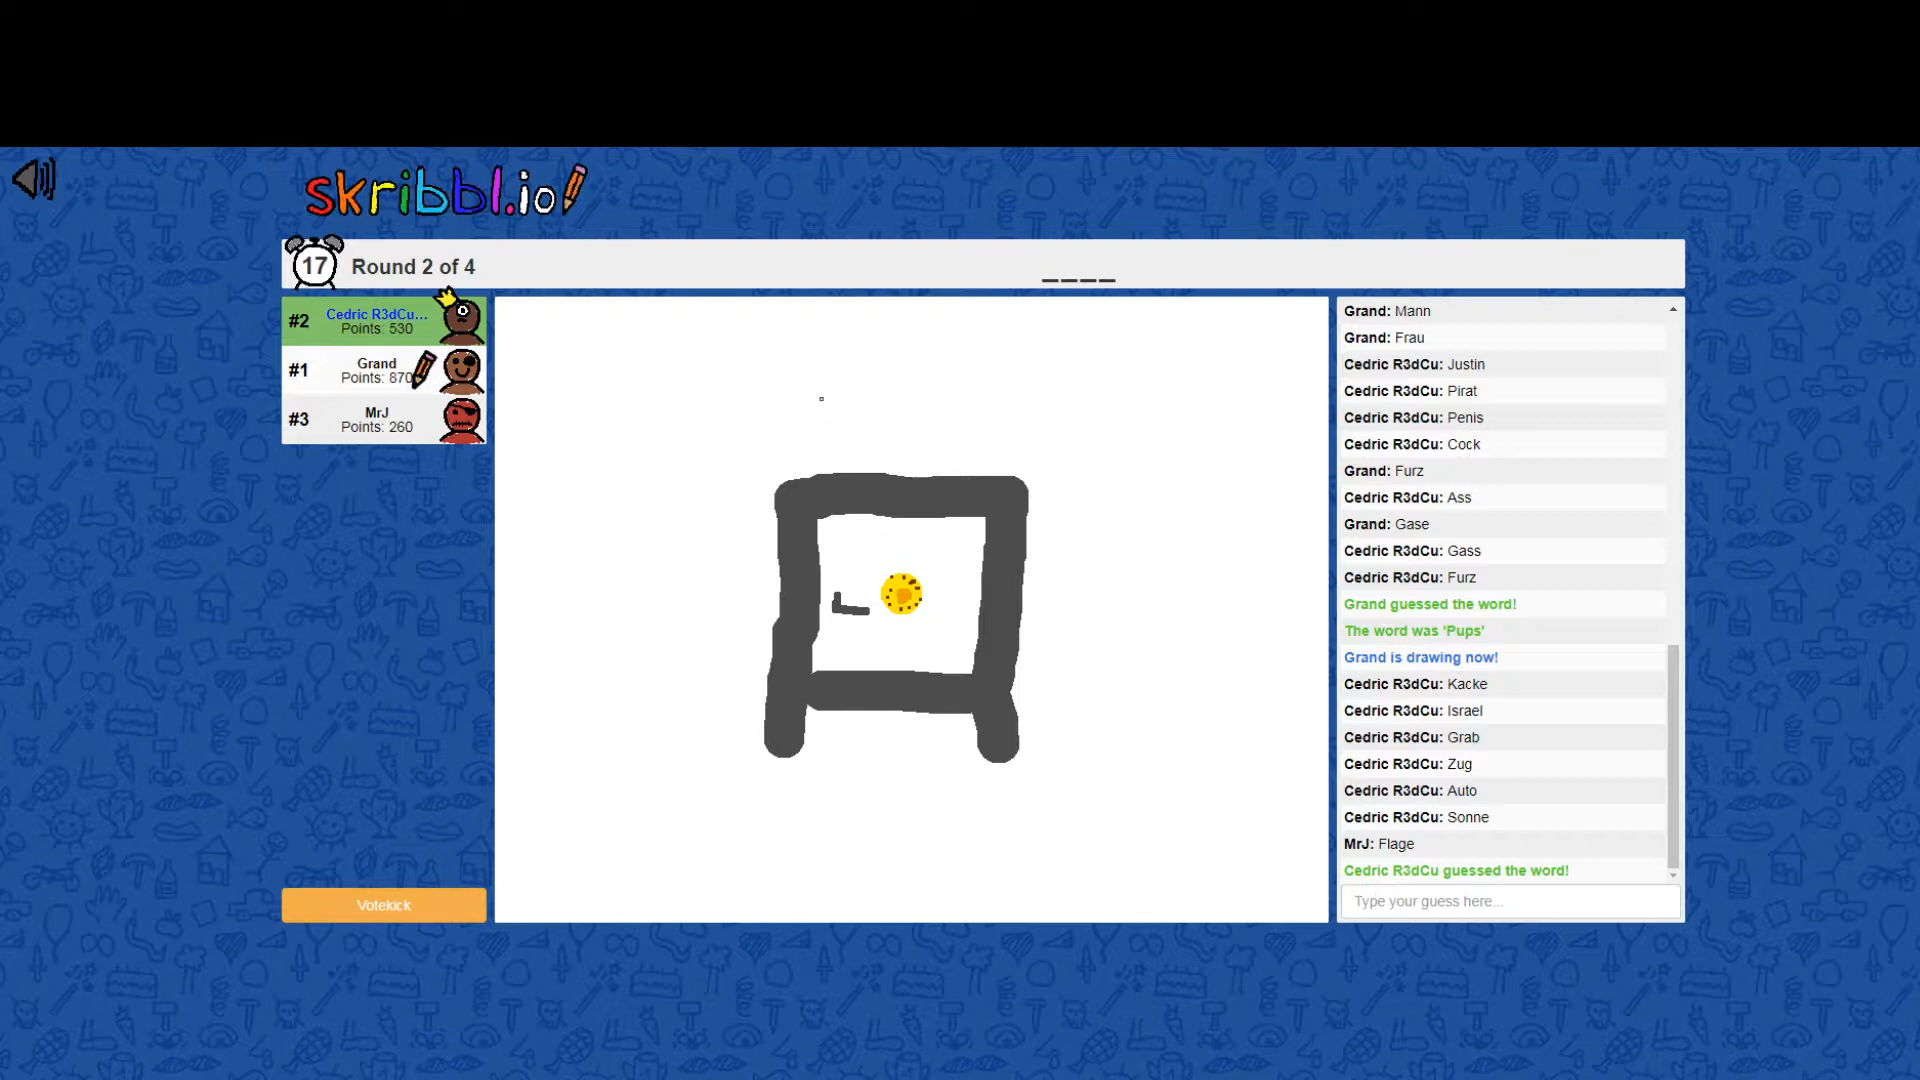 skribbl.io
17
Round 2 of 4
____
#2
Cedric R3dCu...
Points: 530
#1
Grand
Points: 870
#3
MrJ
Points: 260
Votekick
Grand: Mann
Grand: Frau
Cedric R3dCu: Justin
Cedric R3dCu: Pirat
Cedric R3dCu: Penis
Cedric R3dCu: Cock
Grand: Furz
Cedric R3dCu: Ass
Grand: Gase
Cedric R3dCu: Gass
Cedric R3dCu: Furz
Grand guessed the word!
The word was 'Pups'
Grand is drawing now!
Cedric R3dCu: Kacke
Cedric R3dCu: Israel
Cedric R3dCu: Grab
Cedric R3dCu: Zug
Cedric R3dCu: Auto
Cedric R3dCu: Sonne
MrJ: Flage
Cedric R3dCu guessed the word!
Type your guess here...